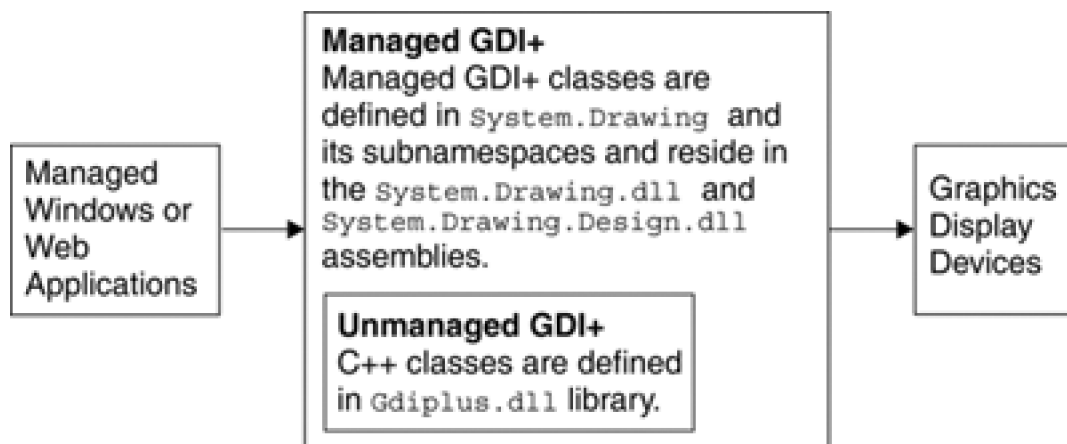 Managed
Windows or
Web
Applications
Managed GDI+
Managed GDI+ classes are
defined in System.Drawing and
its subnamespaces and reside in
the System.Drawing.dll and
System.Drawing.Design.dll
assemblies.
Unmanaged GDI+
C++ classes are defined
in Gdiplus.dll library.
Graphics
Display
Devices